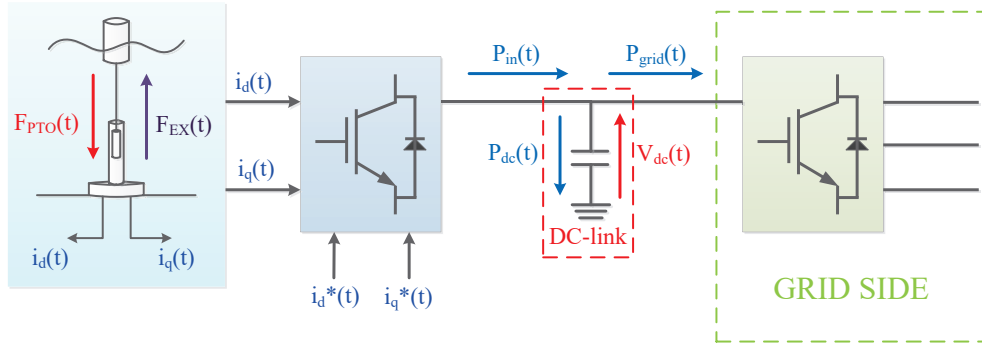 F_PTO(t)
F_EX(t)
i_d(t)
i_q(t)
i_d(t)
i_q(t)
i_d*(t)
i_q*(t)
P_in(t)
P_grid(t)
P_dc(t)
V_dc(t)
DC-link
GRID SIDE